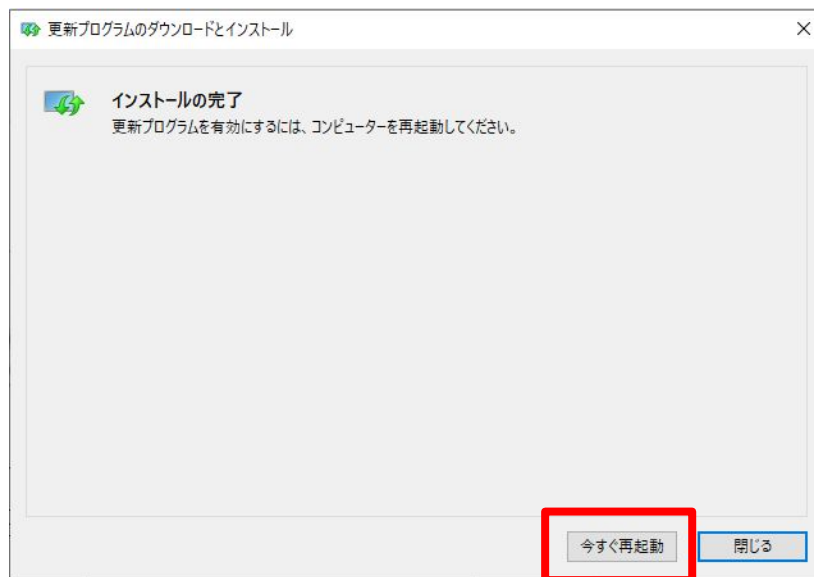 更新プログラムのダウンロードとインストール
インストールの完了
更新プログラムを有効にするには、コンピューターを再起動してください。
今すぐ再起動
閉じる